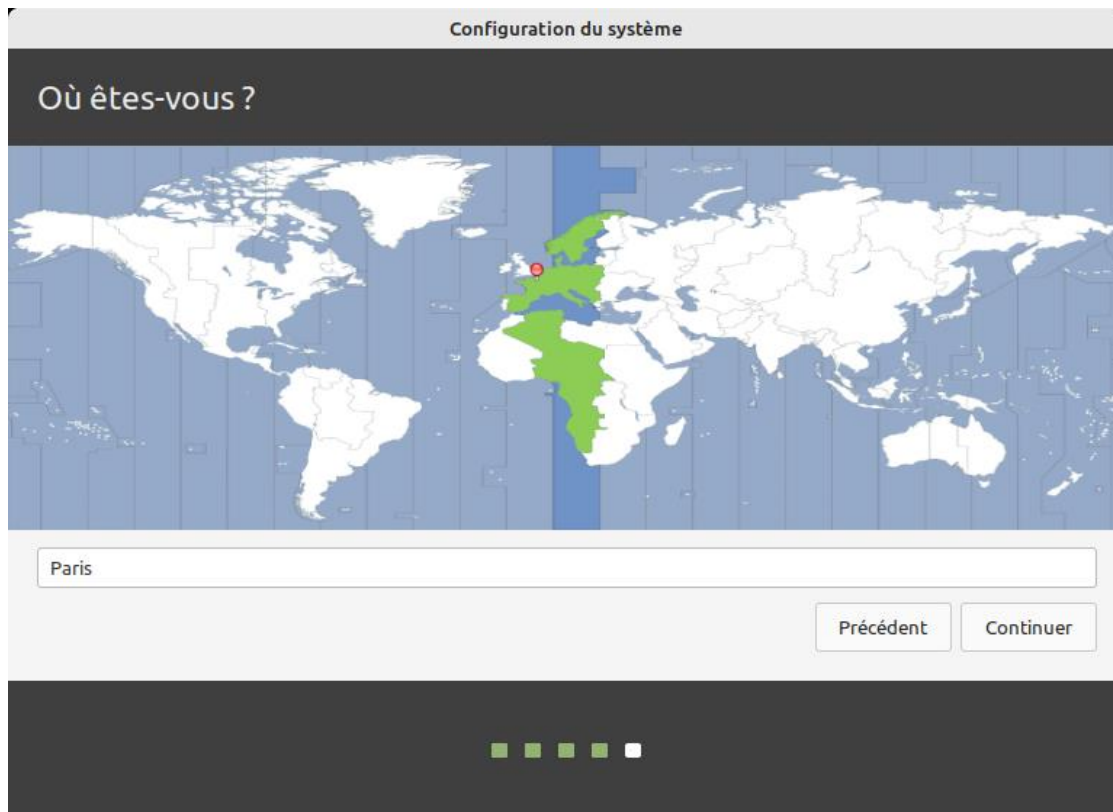 Configuration du système
Où êtes-vous ?
Paris
Précédent
Continuer